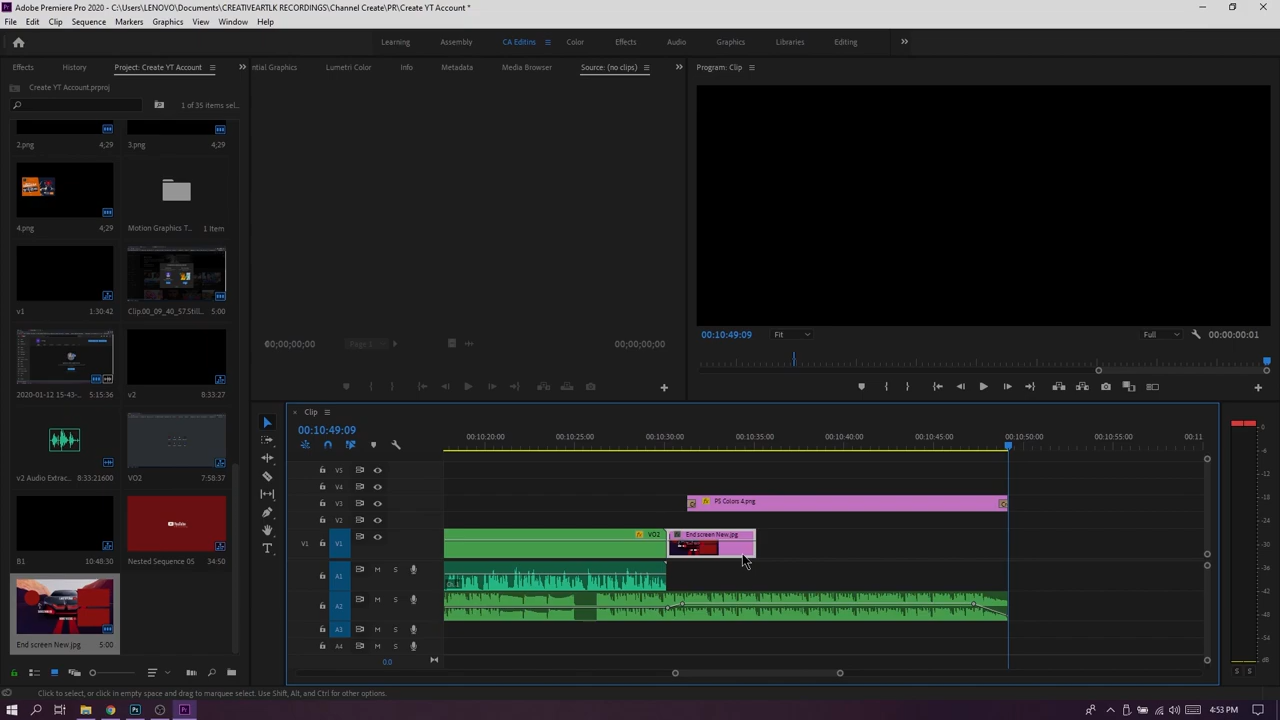 Adobe Premiere Pro 2020 - C:\Users\LENOVO\Documents\CREATIVEARTLK RECORDINGS\Channel Create\PR\Create YT Account *
File Edit Clip Sequence Markers Graphics View Window Help
Learning Assembly CA Editins Color Effects Audio Graphics Libraries Editing
Effects History Project: Create YT Account
ntial Graphics Lumetri Color Info Metadata Media Browser Source: (no clips)
Program: Clip
Create YT Account.prproj
1 of 35 items sel...
2.png 4;29
3.png 4;29
4.png 4;29
Motion Graphics T... 1 Item
v1 1:30:42
Clip.00_09_40_57.Still... 5:00
2020-01-12 15-43-... 5:15:36
v2 8:33:27
v2 Audio Extrac... 8:33:21600
VO2 7:58:37
B1 10:48:30
Nested Sequence 05 34:50
YouTube
End screen New.jpg 5:00
00;00;00;00 Page 1 00;00;00;00
00:10:49:09 Fit Full 00:00:00:01
Clip
00:10:49:09
00:10:20:00 00:10:25:00 00:10:30:00 00:10:35:00 00:10:40:00 00:10:45:00 00:10:50:00 00:10:55:00 00:11
V5
V4
V3 PS Colors 4.png
V2
V1 V1 VO2 End screen New.jpg
A1 M S
A2 M S
A3 M S
A4 M S
0.0
0
S S
Click to select, or click in empty space and drag to marquee select. Use Shift, Alt, and Ctrl for other options.
4:53 PM